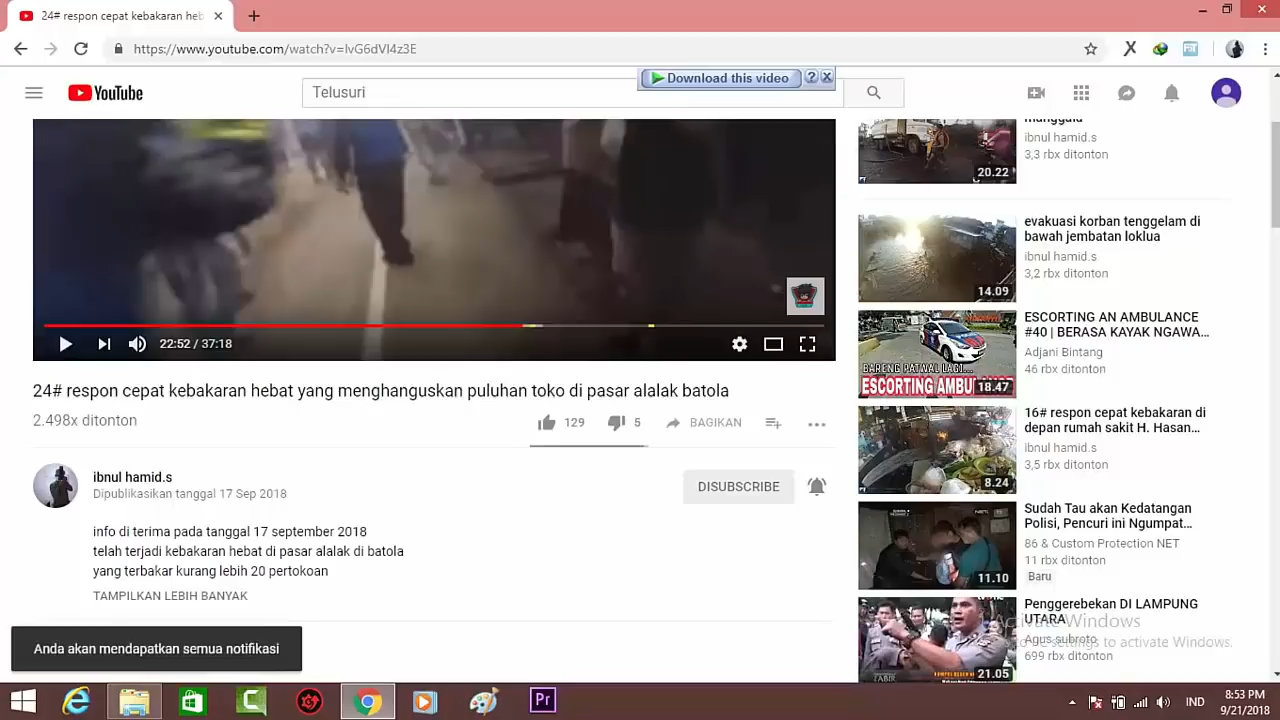 24# respon cepat kebakaran heb
https://www.youtube.com/watch?v=IvG6dVI4z3E
Download this video
YouTube
Telusuri
22:52 / 37:18
24# respon cepat kebakaran hebat yang menghanguskan puluhan toko di pasar alalak batola
2.498x ditonton
129
5
BAGIKAN
ibnul hamid.s
Dipublikasikan tanggal 17 Sep 2018
DISUBSCRIBE
info di terima pada tanggal 17 september 2018
telah terjadi kebakaran hebat di pasar alalak di batola
yang terbakar kurang lebih 20 pertokoan
TAMPILKAN LEBIH BANYAK
Anda akan mendapatkan semua notifikasi
manggala
ibnul hamid.s
3,3 rbx ditonton
20.22
evakuasi korban tenggelam di
bawah jembatan loklua
ibnul hamid.s
3,2 rbx ditonton
14.09
ESCORTING AN AMBULANCE
#40 | BERASA KAYAK NGAWA...
Adjani Bintang
46 rbx ditonton
BARENG PATWAL LAGI...
ESCORTING AMBU
18.47
16# respon cepat kebakaran di
depan rumah sakit H. Hasan...
ibnul hamid.s
3,5 rbx ditonton
8.24
Sudah Tau akan Kedatangan
Polisi, Pencuri ini Ngumpat...
86 & Custom Protection NET
11 rbx ditonton
Baru
11.10
Penggerebekan DI LAMPUNG
UTARA
Agus subroto
699 rbx ditonton
21.05
Activate Windows
to PC settings to activate Windows.
Pr
IND
8:53 PM
9/21/2018